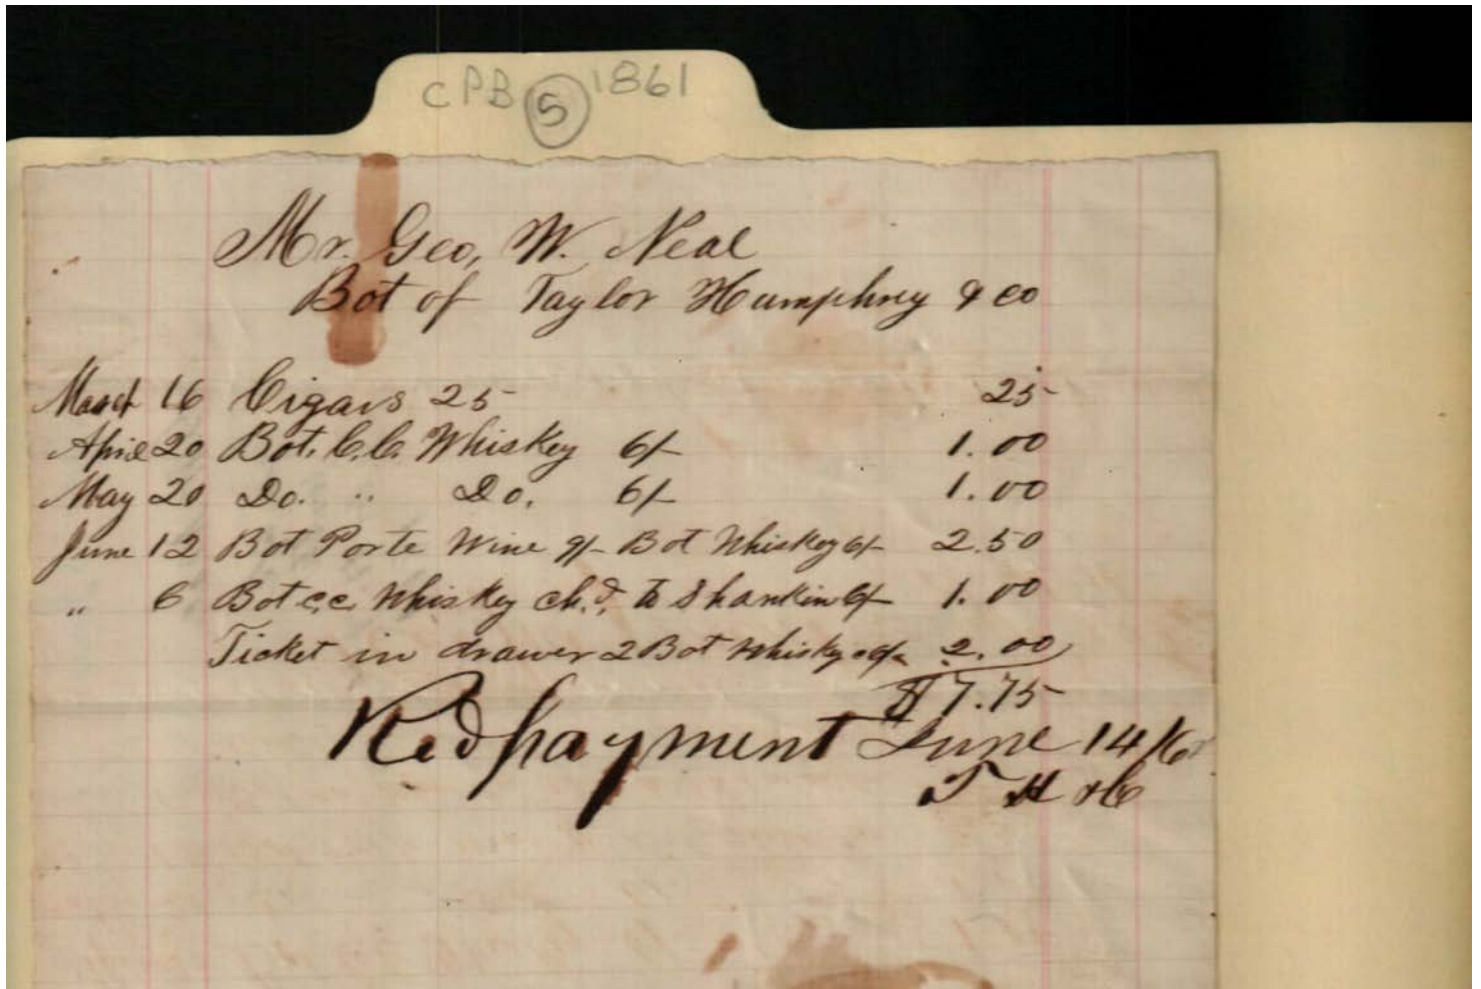 CPB 5 1861
Mr. Geo, W. Neal
Bot of Taylor Humphrey & co
March 16 Cigars 25 25
April 20 Bot. C.C. Whiskey 6/- 1.00
May 20 Do. " Do. 6/- 1.00
June 12 Bot Porte Wine 9/- Bot Whiskey 6/- 2.50
" 6 Bot c.c. Whiskey ch.d. to Shanklin 6/- 1.00
Ticket in drawer 2 Bot Whiskey 6/- 2.00
$7.75
Recd payment June 14/6
T H & C